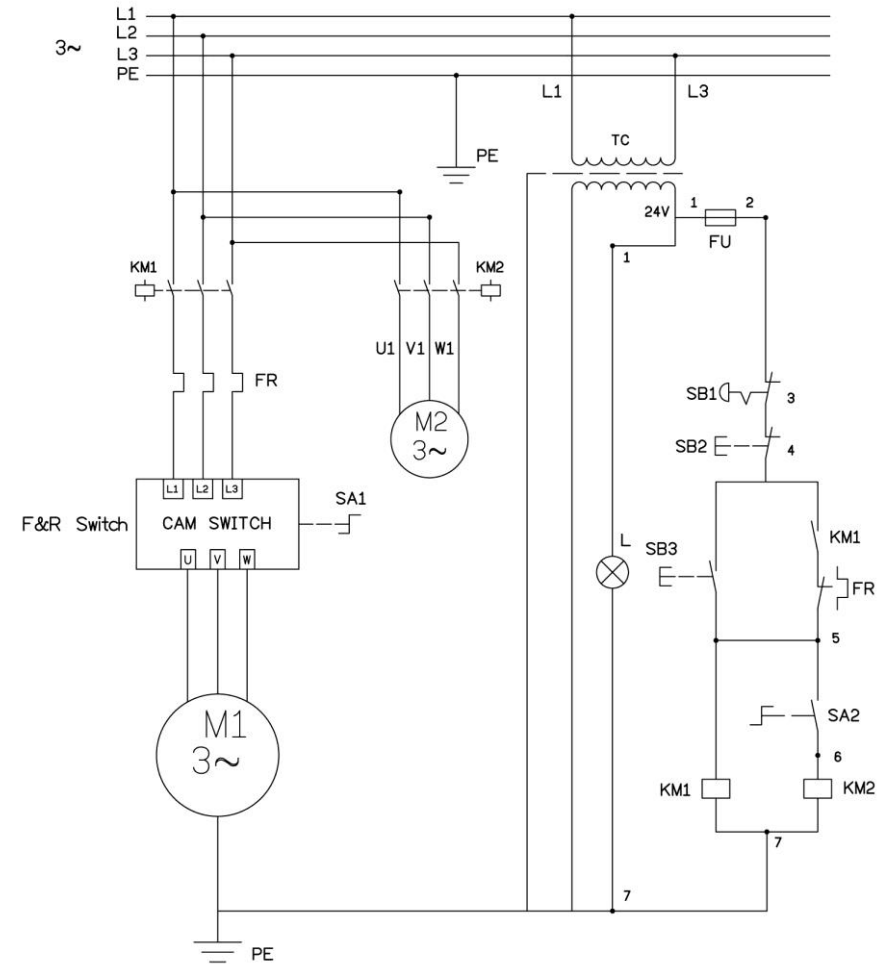 L1
L2
3~ L3
PE
L1 L3
TC
PE
24V 1 2
FU
1
KM1 KM2
U1 V1 W1
FR
SB1 3
M2
3~
SB2 4
L1 L2 L3
SA1
F&R Switch CAM SWITCH
L KM1
SB3
U V W
FR
5
M1
3~
SA2
6
KM1 KM2
7
7
PE